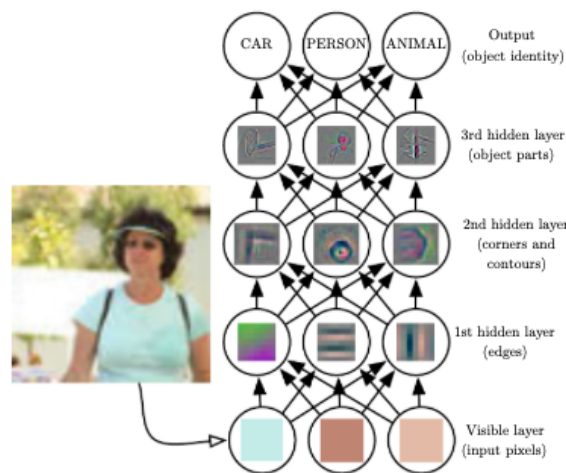 CAR PERSON ANIMAL
Output
(object identity)
3rd hidden layer
(object parts)
2nd hidden layer
(corners and
contours)
1st hidden layer
(edges)
Visible layer
(input pixels)